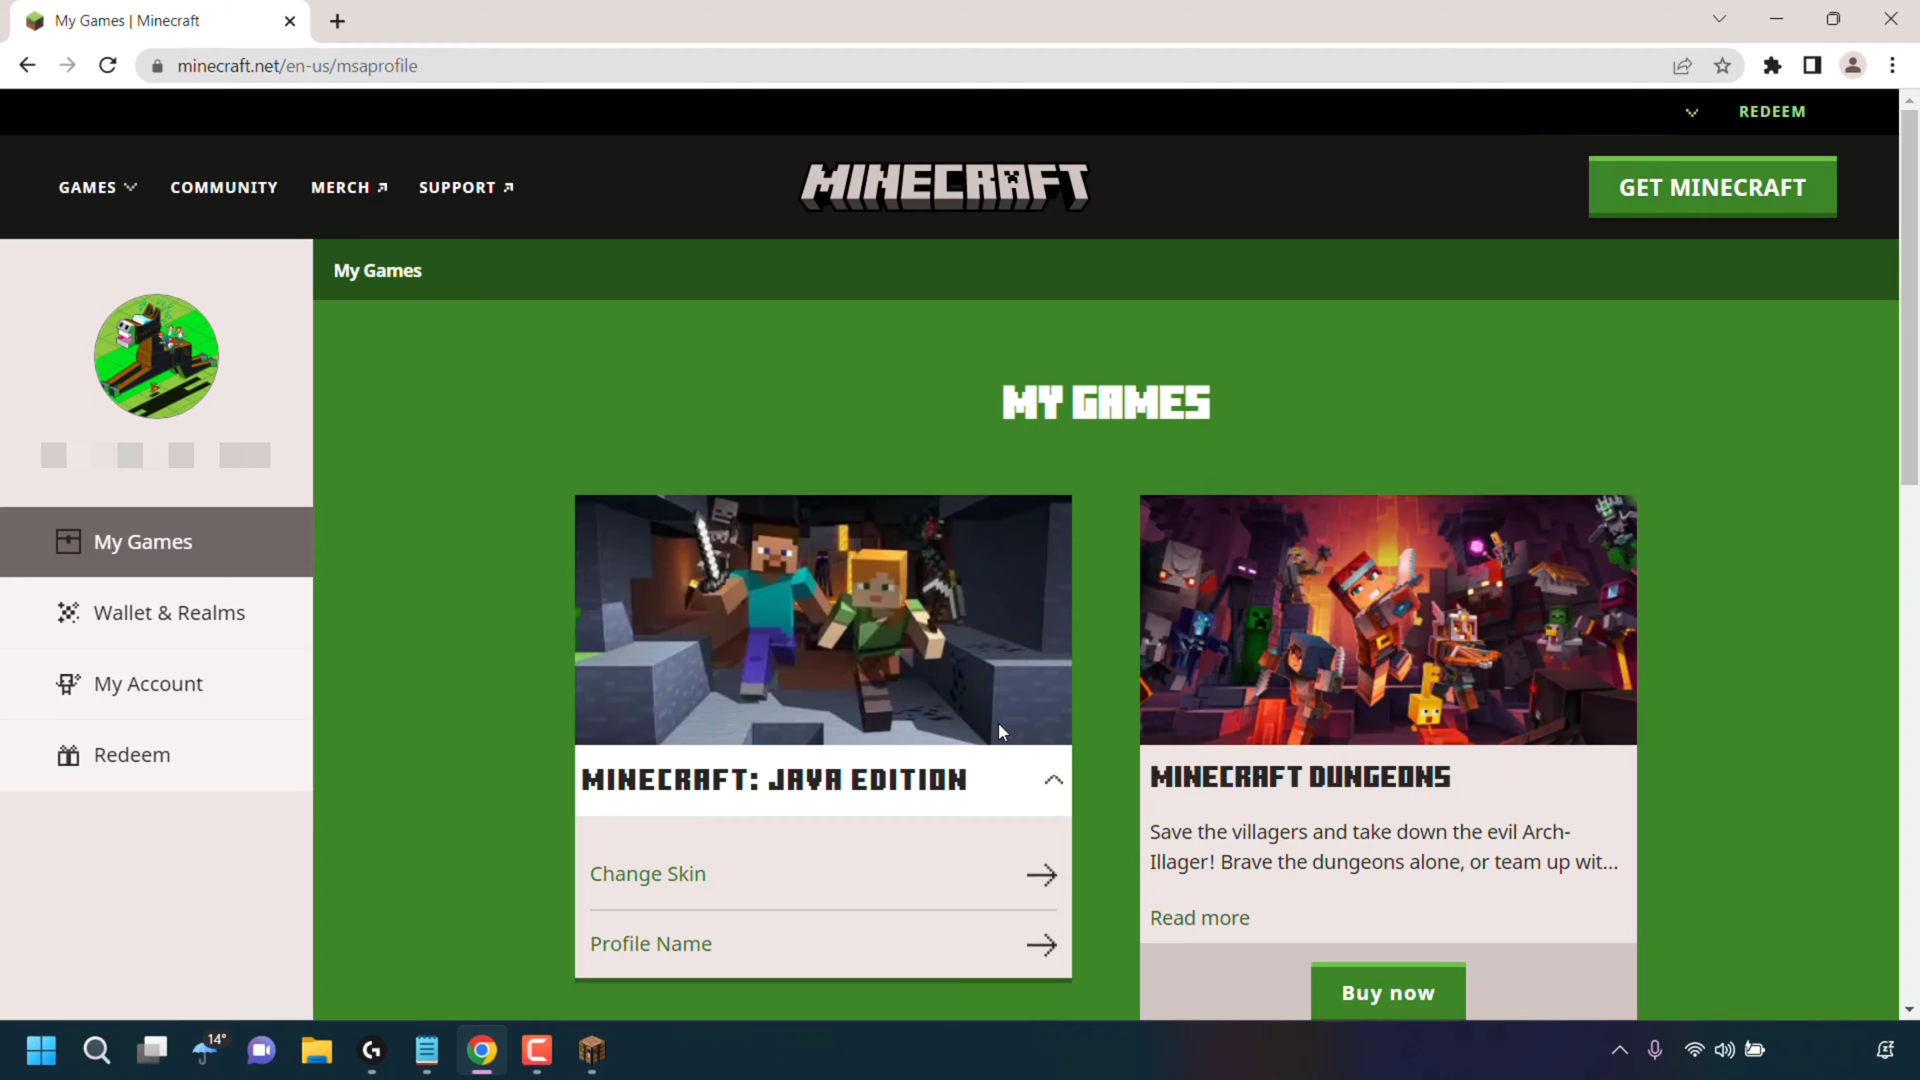 My Games | Minecraft
minecraft.net/en-us/msaprofile
REDEEM
GAMES
COMMUNITY
MERCH
SUPPORT
MINECRAFT
GET MINECRAFT
My Games
MY GAMES
My Games
Wallet & Realms
My Account
Redeem
MINECRAFT: JAVA EDITION
Change Skin
Profile Name
MINECRAFT DUNGEONS
Save the villagers and take down the evil Arch-
Illager! Brave the dungeons alone, or team up wit...
Read more
Buy now
14°